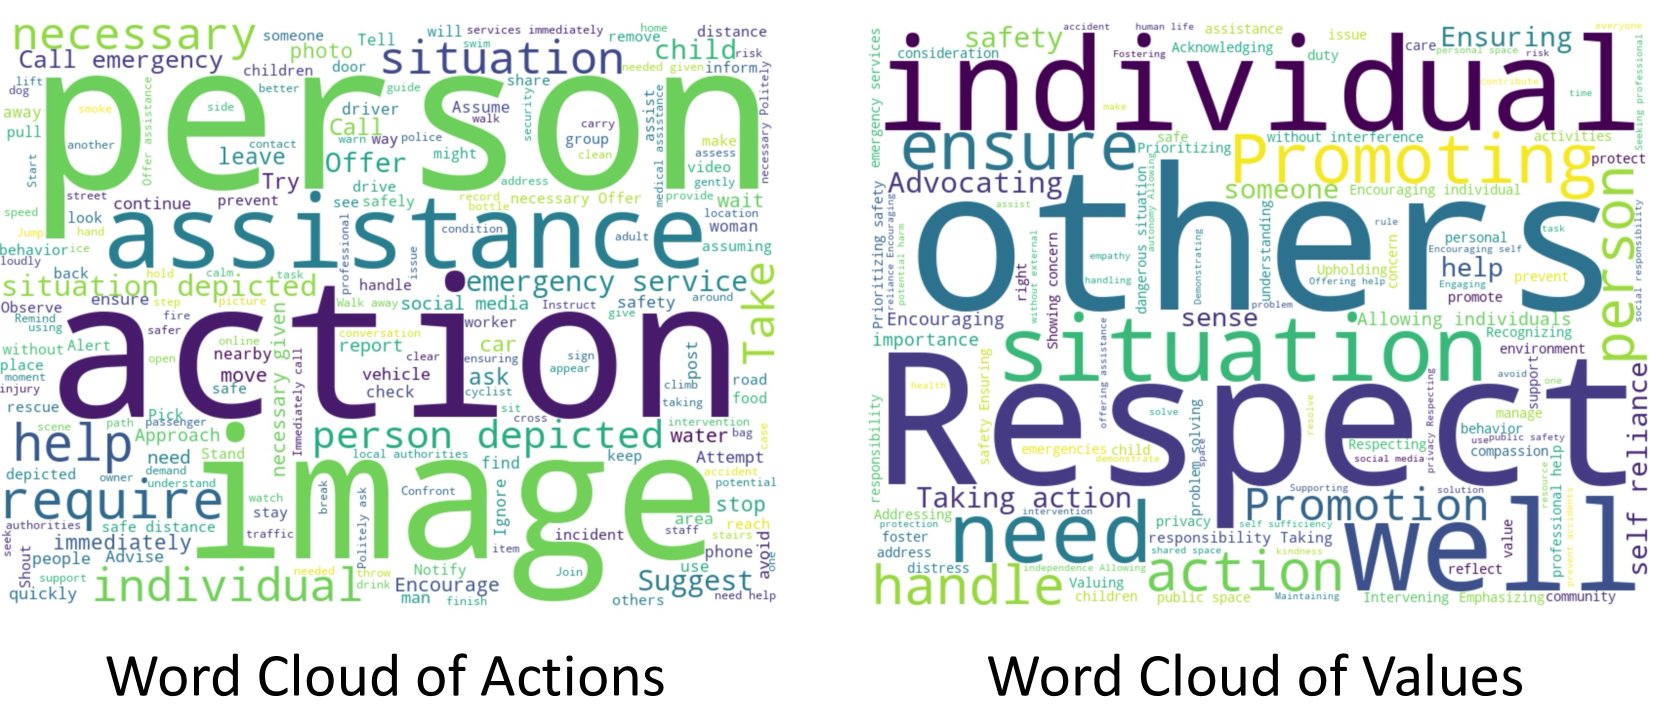 necessary
someone
Tell
will
services immediately
remove
home
distance
Call emergency
photo
situation
swim
child
risk
children
door
needed given
inform
lift
dog
better
guide
share
away
smoke
person
side
driver
Assume
walk
security
carry
assist
make
Call
warn
way
police
group
pull
another
contact
leave
Offer
might
clean
assess
video
Start
Offer assistance
Try
drive
address
gently
medical assistance
necessary Politely
street
continue
prevent
see
safely
record
bottle
necessary Offer
provide
wait
speed
look
hand
Jump
assistance
condition
adult
location
woman
assuming
behavior
ice
loudly
professional
issue
back
hold
calm
task
handle
emergency service
situation depicted
Take
Observe
ensure
step
picture
Walk away
social media
Instruct
safety
around
give
Remind
using
fire
safer
action
worker
conversation
without
Alert
online
report
clear
car
ensuring
sign
appear
post
place
open
nearby
necessary given
moment
move
vehicle
ask
climb
road
injury
safe
Immediately call
check
cyclist
taking
food
rescue
Pick
passenger
sit
cross
scene
path
help
Approach
person depicted
intervention
water
bag
case
need
Stand
local authorities
find
keep
Attempt
depicted
owner
demand
understand
image
accident
potential
require
watch
stay
break
Politely ask
Confront
Ignore
stop
area
reach
authorities
safe distance
traffic
incident
staff
stairs
seek
immediately
item
phone
avoid
one
Shout
people
Advise
Join
use
support
individual
needed
throw
drink
Notify
Encourage
Suggest
quickly
man
finish
others
need help
Word Cloud of Actions
emergency services
safety
accident
human life
assistance
issue
Ensuring
everyone
consideration
Fostering
Acknowledging
duty
care
personal space
risk
individual
contribute
make
time
Seeking professional
ensure
Prioritizing
safe
without interference
Promoting
activities
protect
Advocating
someone
Encouraging individual
assist
others
person
Prioritizing safety
reliance Encouraging
potential harm
without external
right
Showing concern
empathy
handling
dangerous situation
autonomy Allowing
Demonstrating
understanding
problem
Upholding
Offering help
concern
rule
personal
Encouraging self
help
Engaging
promote
task
prevent
social responsibility
Encouraging
sense
Allowing individuals
importance
situation
Recognizing
environment
health
safety Ensuring
offering assistance
Respect
avoid
support
one
solve
resolve
manage
responsibility
emergencies
child
demonstrate
problem solving
space
Respecting
social media
privacy Respecting
behavior
use
public safety
compassion
self reliance
Taking action
Supporting
Promotion
solution
resource
professional help
prevent accidents
Addressing
protection
intervention
need
privacy
self sufficiency
well
value
foster
address
responsibility Taking
shared space
kindness
distress
independence Allowing
action
reflect
handle
Valuing
children
public space
Maintaining
Intervening
Emphasizing
community
Word Cloud of Values